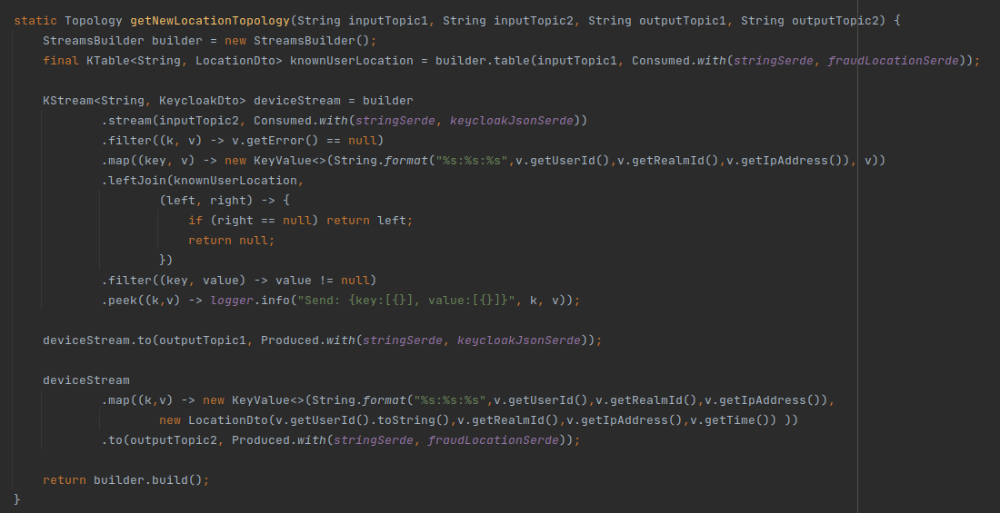 static Topology getNewLocationTopology(String inputTopic1, String inputTopic2, String outputTopic1, String outputTopic2) {
    StreamsBuilder builder = new StreamsBuilder();
    final KTable<String, LocationDto> knownUserLocation = builder.table(inputTopic1, Consumed.with(stringSerde, fraudLocationSerde));

    KStream<String, KeycloakDto> deviceStream = builder
            .stream(inputTopic2, Consumed.with(stringSerde, keycloakJsonSerde))
            .filter((k, v) -> v.getError() == null)
            .map((key, v) -> new KeyValue<>(String.format("%s:%s:%s",v.getUserId(),v.getRealmId(),v.getIpAddress()), v))
            .leftJoin(knownUserLocation,
                    (left, right) -> {
                        if (right == null) return left;
                        return null;
                    })
            .filter((key, value) -> value != null)
            .peek((k,v) -> logger.info("Send: {key:[{}], value:[{}]}", k, v));

    deviceStream.to(outputTopic1, Produced.with(stringSerde, keycloakJsonSerde));

    deviceStream
            .map((k,v) -> new KeyValue<>(String.format("%s:%s:%s",v.getUserId(),v.getRealmId(),v.getIpAddress()),
                    new LocationDto(v.getUserId().toString(),v.getRealmId(),v.getIpAddress(),v.getTime()) ))
            .to(outputTopic2, Produced.with(stringSerde, fraudLocationSerde));

    return builder.build();
}